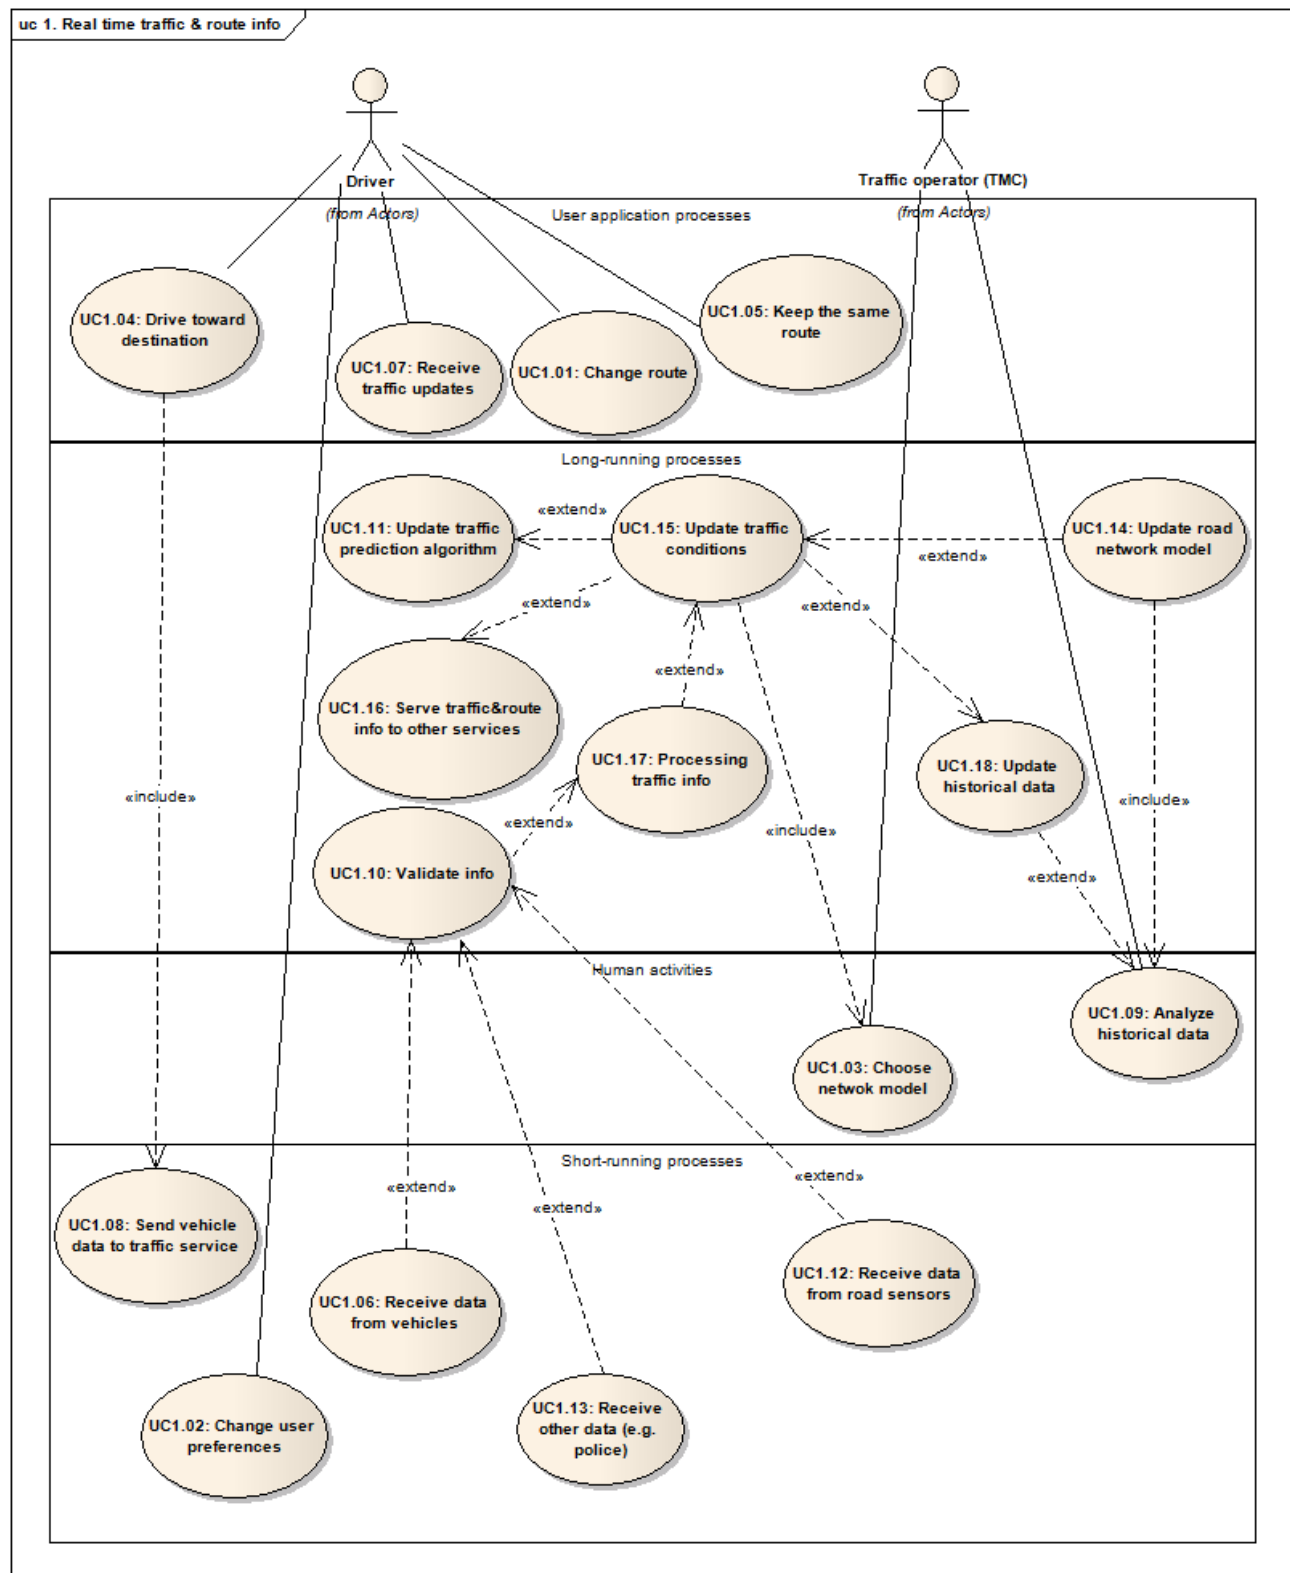 uc 1. Real time traffic & route info
Driver
(from Actors)
Traffic operator (TMC)
(from Actors)
User application processes
UC1.04: Drive toward
destination
UC1.07: Receive
traffic updates
UC1.01: Change route
UC1.05: Keep the same
route
Long-running processes
UC1.11: Update traffic
prediction algorithm
«extend»
UC1.15: Update traffic
conditions
«extend»
UC1.14: Update road
network model
«extend»
«extend»
«extend»
UC1.16: Serve traffic&route
info to other services
UC1.17: Processing
traffic info
UC1.18: Update
historical data
«include»
«extend»
«include»
«include»
UC1.10: Validate info
«extend»
Human activities
UC1.03: Choose
netwok model
UC1.09: Analyze
historical data
Short-running processes
«extend»
«extend»
«extend»
UC1.08: Send vehicle
data to traffic service
UC1.06: Receive data
from vehicles
UC1.12: Receive data
from road sensors
UC1.02: Change user
preferences
UC1.13: Receive
other data (e.g.
police)